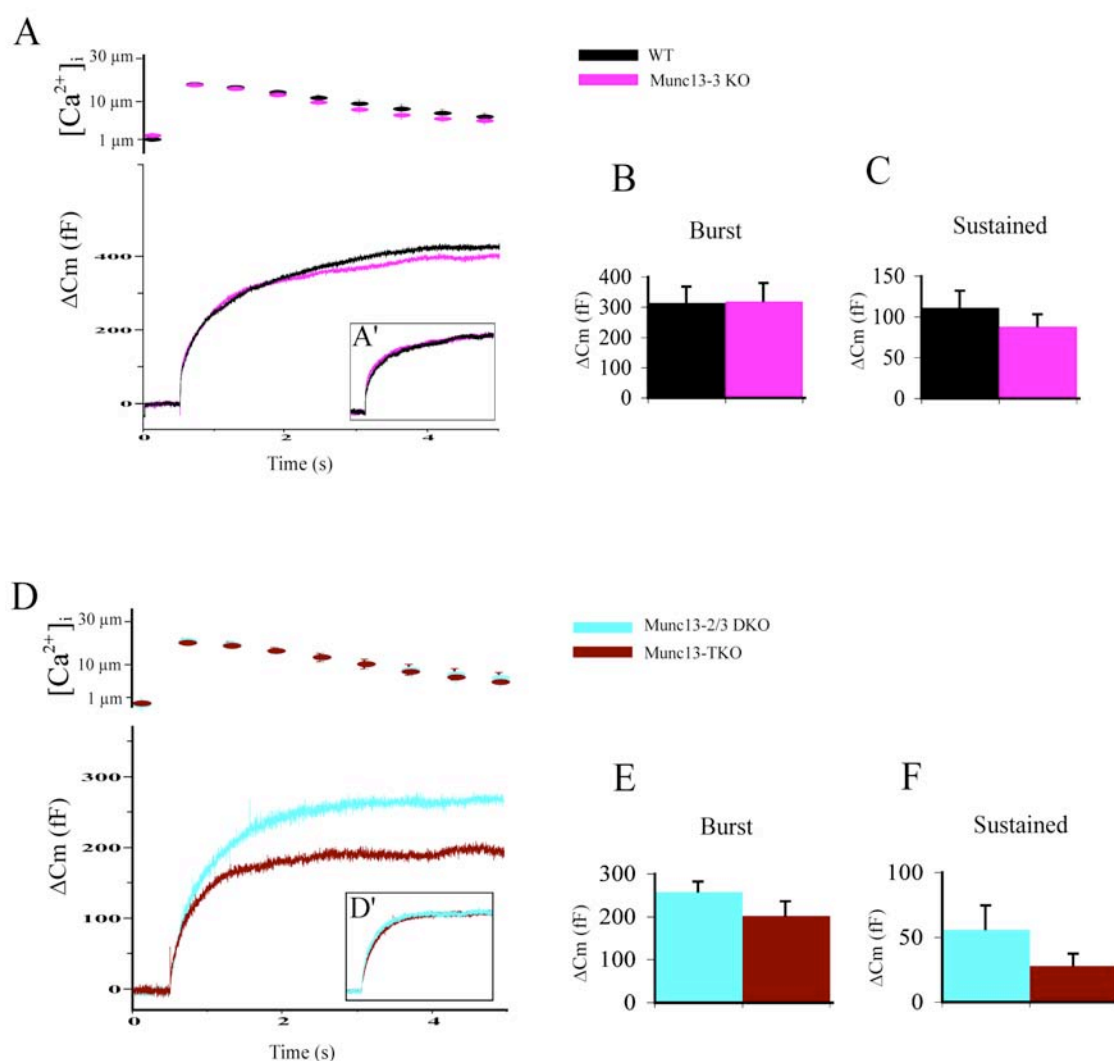 A
30 µm
10 µm
1 µm
[Ca2+]i
WT
Munc13-3 KO
ΔCm (fF)
400
200
0
A'
0
2
4
Time (s)
B
Burst
ΔCm (fF)
400
300
200
100
0
C
Sustained
ΔCm (fF)
150
100
50
0
D
30 µm
10 µm
1 µm
[Ca2+]i
Munc13-2/3 DKO
Munc13-TKO
ΔCm (fF)
300
200
100
0
D'
0
2
4
Time (s)
E
Burst
ΔCm (fF)
300
200
100
0
F
Sustained
ΔCm (fF)
100
50
0